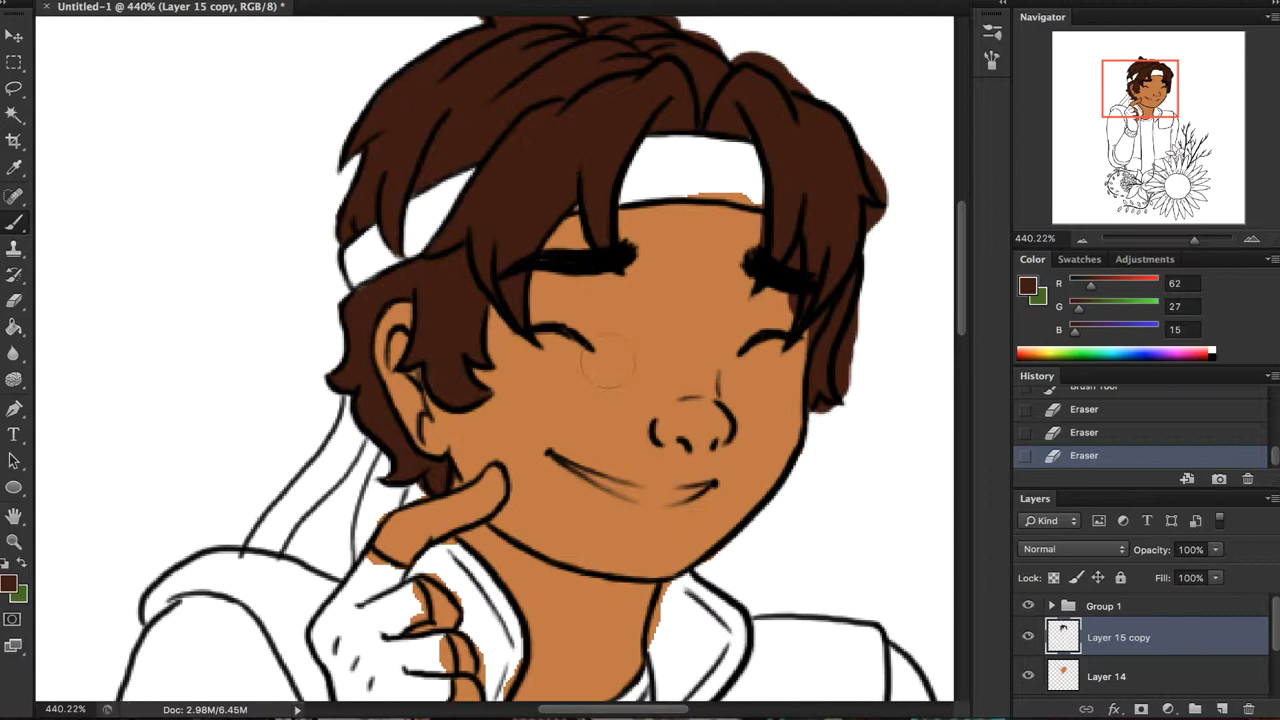 Untitled-1 @ 440% (Layer 15 copy, RGB/8) *
Navigator
440.22%
Color Swatches Adjustments
R 62
G 27
B 15
History
Brush Tool
Eraser
Eraser
Eraser
Layers
Kind
Normal Opacity: 100%
Lock: Fill: 100%
Group 1
Layer 15 copy
Layer 14
fx
440.22% Doc: 2.98M/6.45M